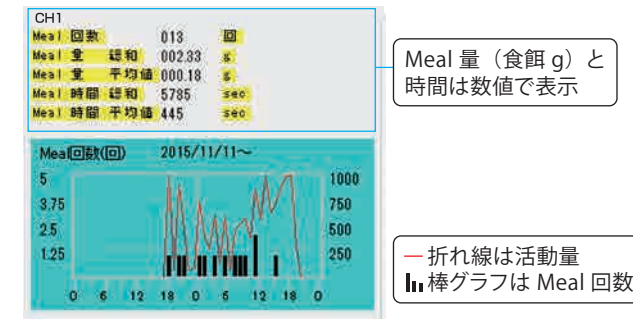 CH1
Meal 回数 013 回
Meal 量 総和 002.33 g
Meal 量 平均値 000.18 g
Meal 時間 総和 5785 sec
Meal 時間 平均値 445 sec
Meal 量（食餌 g）と
時間は数値で表示
Meal回数(回) 2015/11/11～
5 1000
3.75 750
2.5 500
1.25 250
0 6 12 18 0 6 12 18 0
折れ線は活動量
棒グラフは Meal 回数